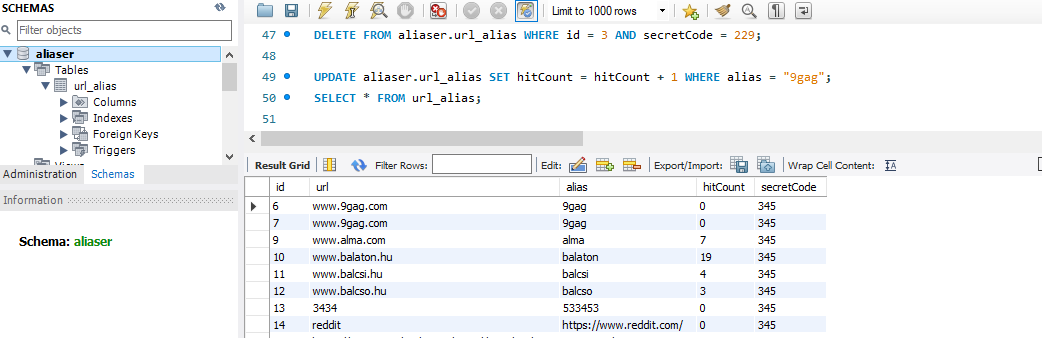 SCHEMAS
Filter objects
aliaser
Tables
url_alias
Columns
Indexes
Foreign Keys
Triggers
Views
Administration Schemas
Information
Schema: aliaser
Limit to 1000 rows
47 DELETE FROM aliaser.url_alias WHERE id = 3 AND secretCode = 229;
48
49 UPDATE aliaser.url_alias SET hitCount = hitCount + 1 WHERE alias = "9gag";
50 SELECT * FROM url_alias;
51
Result Grid Filter Rows: Edit: Export/Import: Wrap Cell Content:
id url alias hitCount secretCode
6 www.9gag.com 9gag 0 345
7 www.9gag.com 9gag 0 345
9 www.alma.com alma 7 345
10 www.balaton.hu balaton 19 345
11 www.balcsi.hu balcsi 4 345
12 www.balcso.hu balcso 3 345
13 3434 533453 0 345
14 reddit https://www.reddit.com/ 0 345